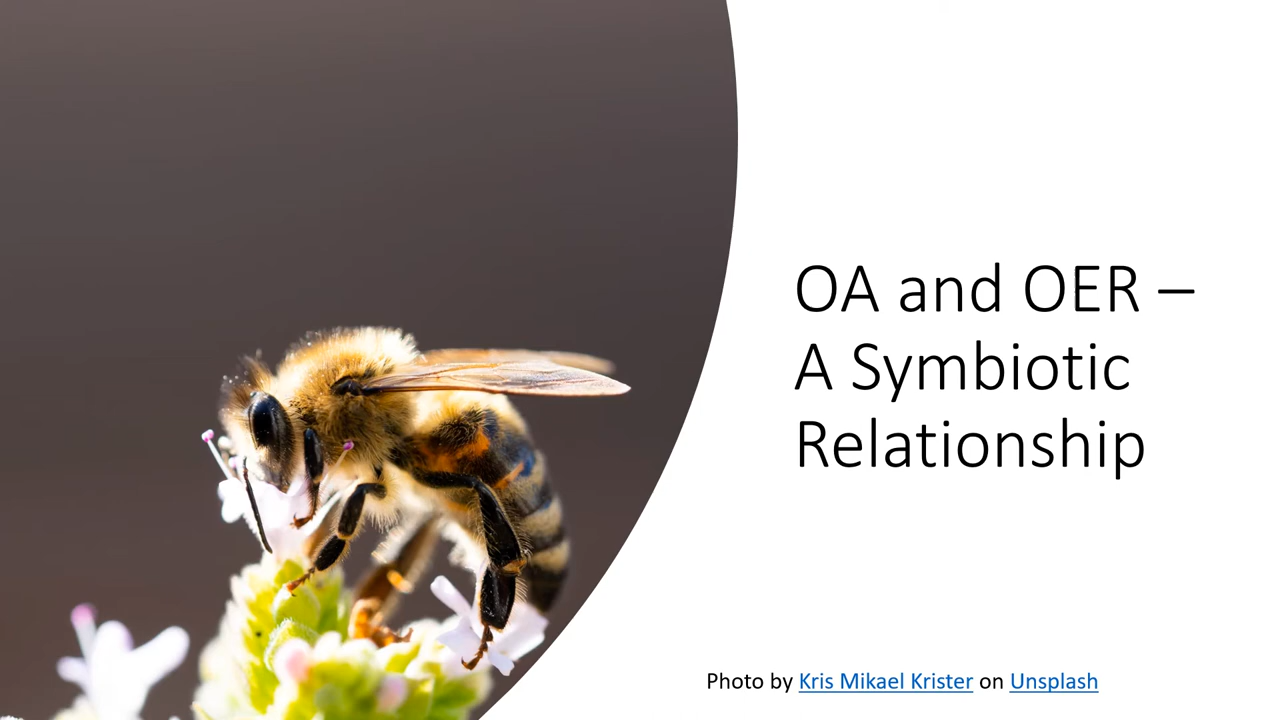 OA and OER –
A Symbiotic
Relationship
Photo by Kris Mikael Krister on Unsplash